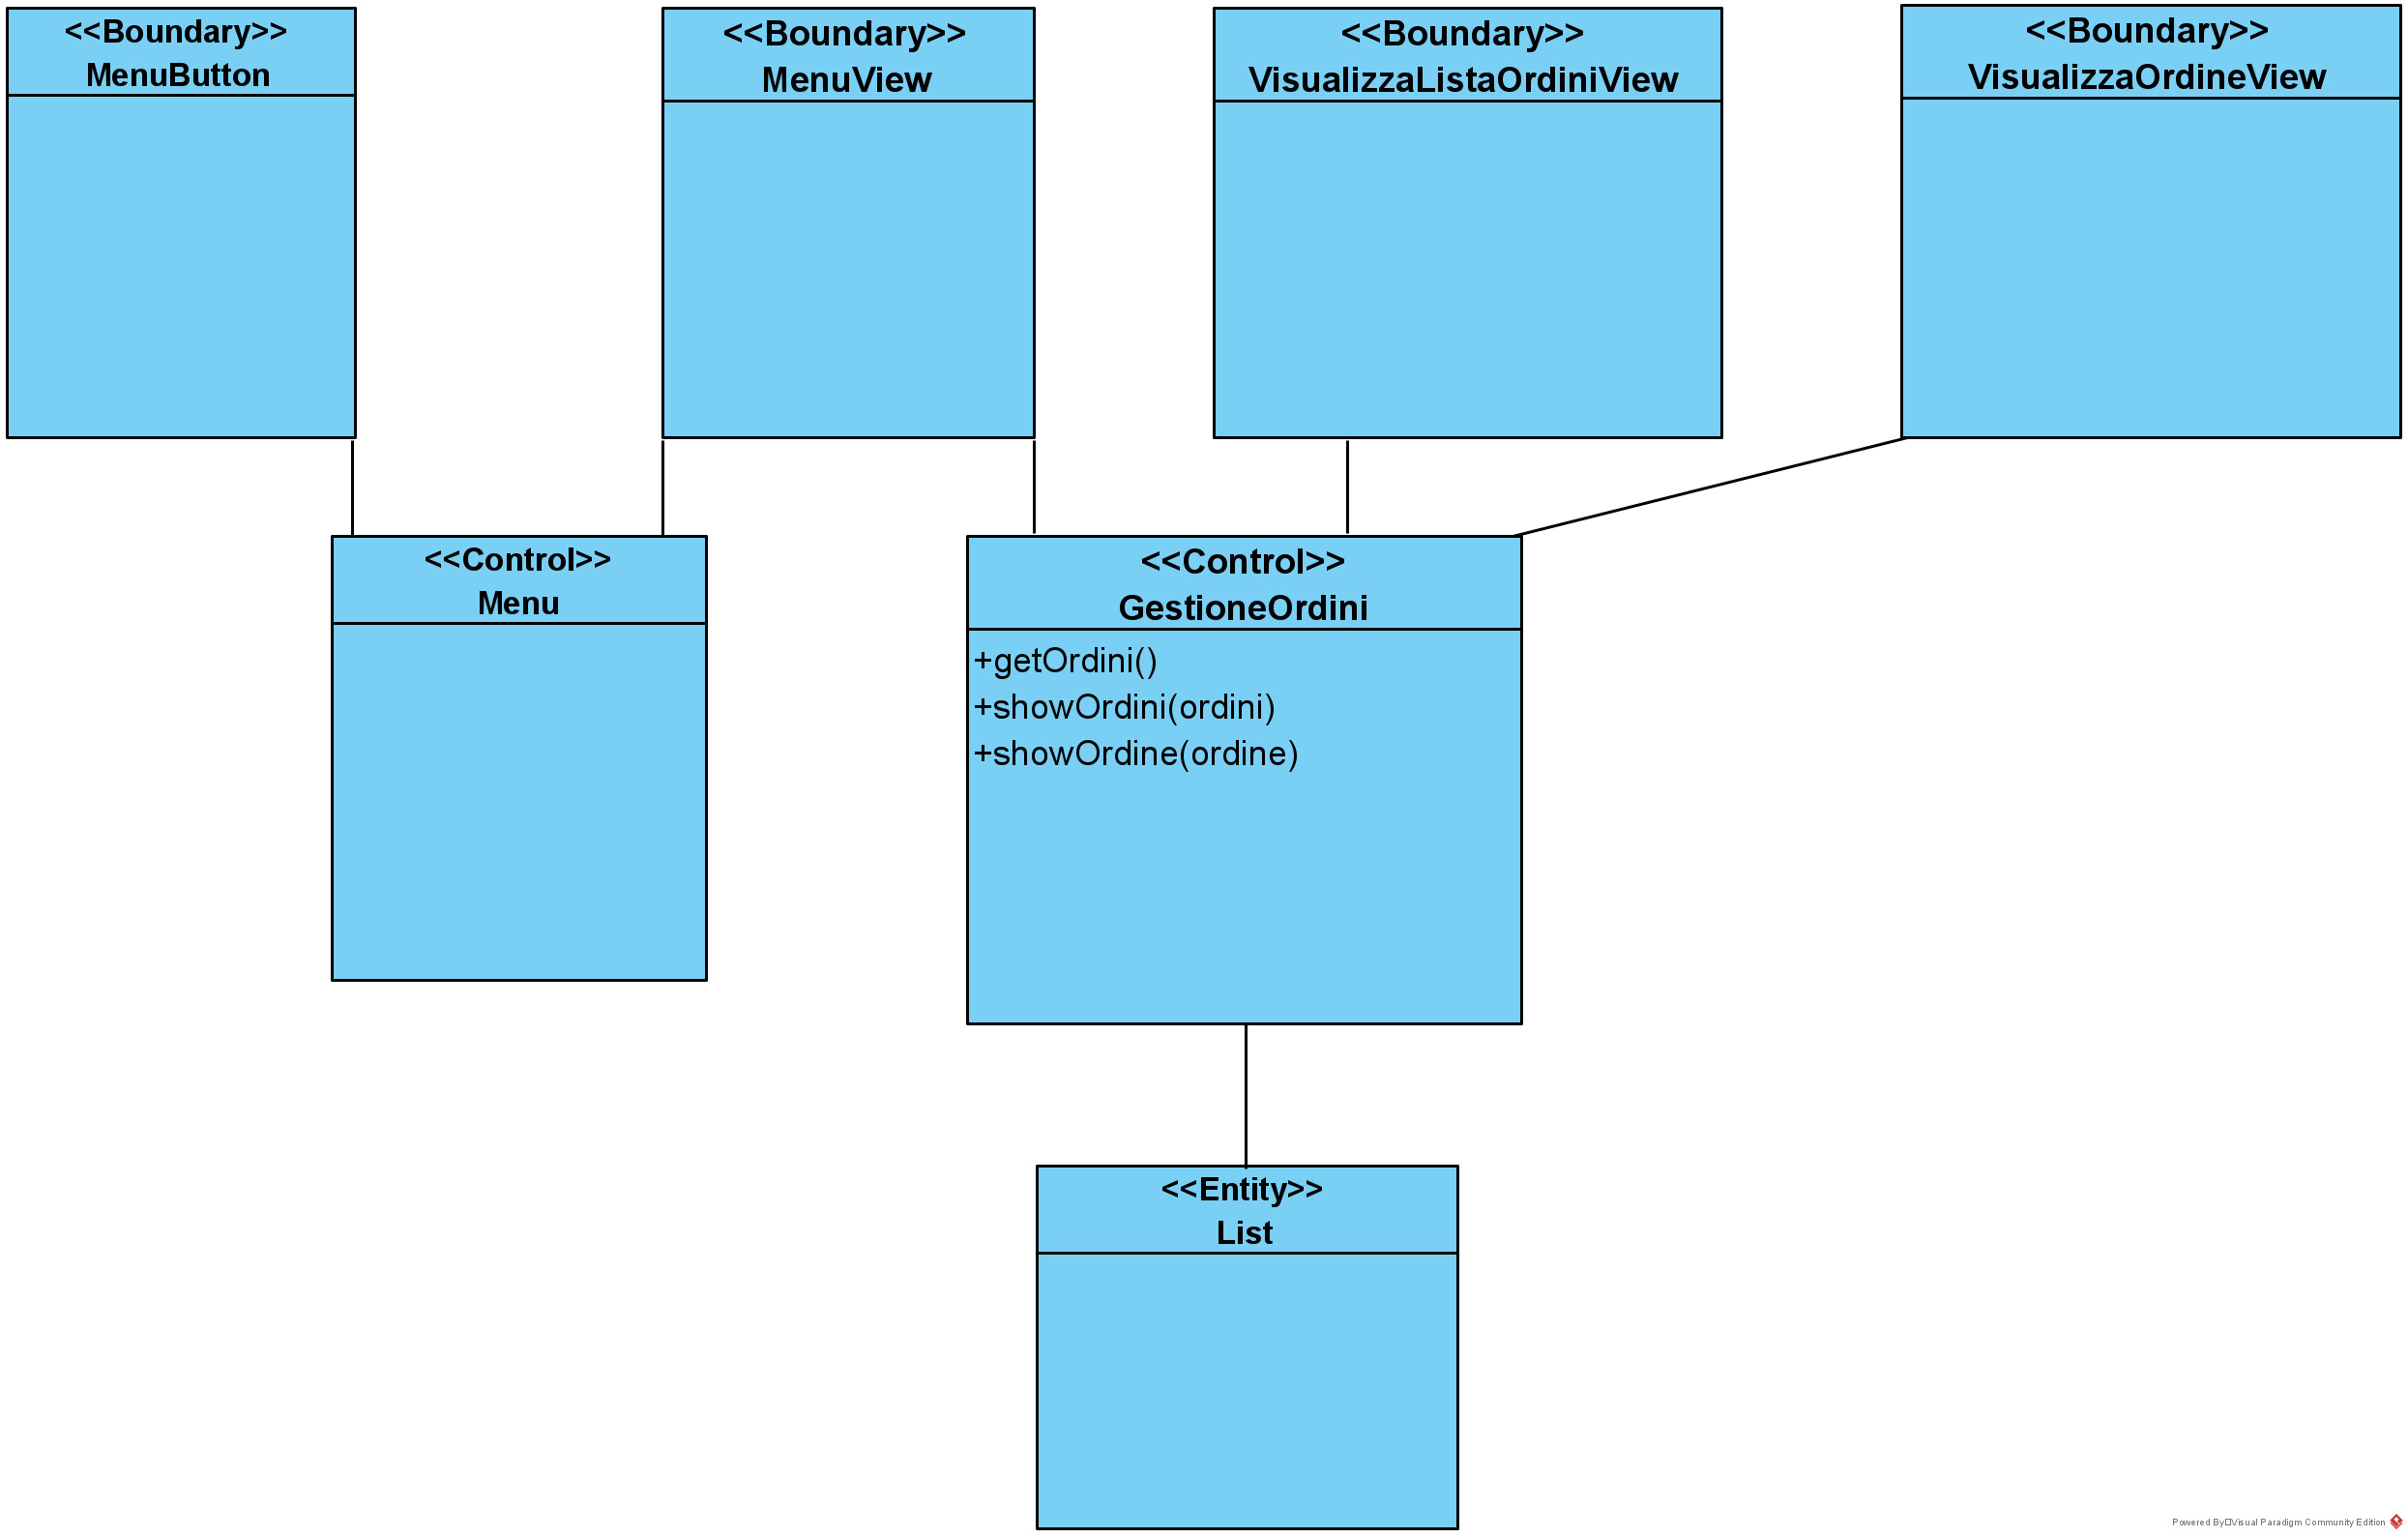 <<Boundary>>
MenuButton
<<Boundary>>
MenuView
<<Boundary>>
VisualizzaListaOrdiniView
<<Boundary>>
VisualizzaOrdineView
<<Control>>
Menu
<<Control>>
GestioneOrdini
+getOrdini()
+showOrdini(ordini)
+showOrdine(ordine)
<<Entity>>
List
Powered By□Visual Paradigm Community Edition